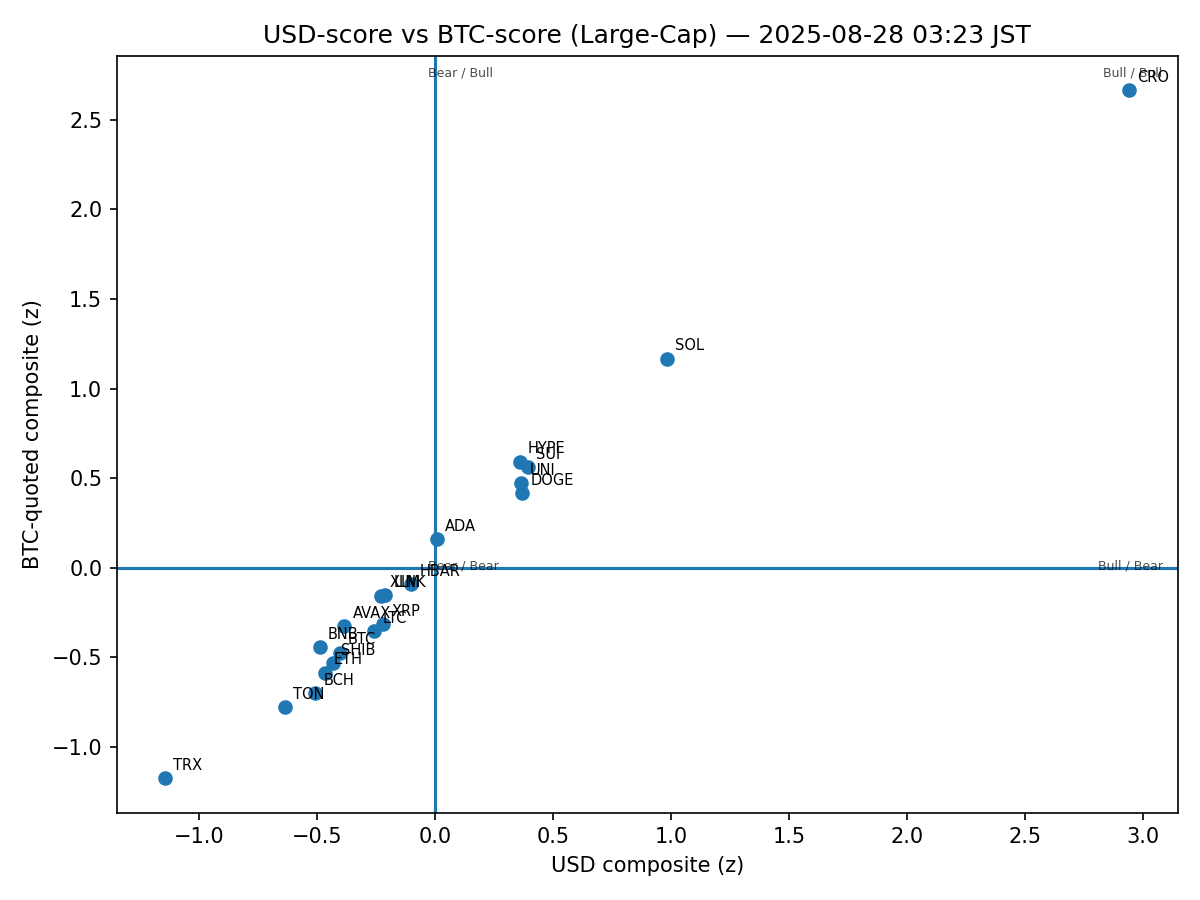 USD-score vs BTC-score (Large-Cap) — 2025-08-28 03:23 JST
Bear / Bull
Bull / Bull
CRO
2.5
2.0
1.5
SOL
1.0
HYPE
SUI
0.5
UNI
DOGE
ADA
0.0
Bear / Bear
Bull / Bear
HBAR
XLM
LINK
AVAX
XRP
LTC
BNB
BTC
−0.5
SHIB
ETH
BCH
TON
−1.0
TRX
−1.0
−0.5
0.0
0.5
1.0
1.5
2.0
2.5
3.0
USD composite (z)
BTC-quoted composite (z)